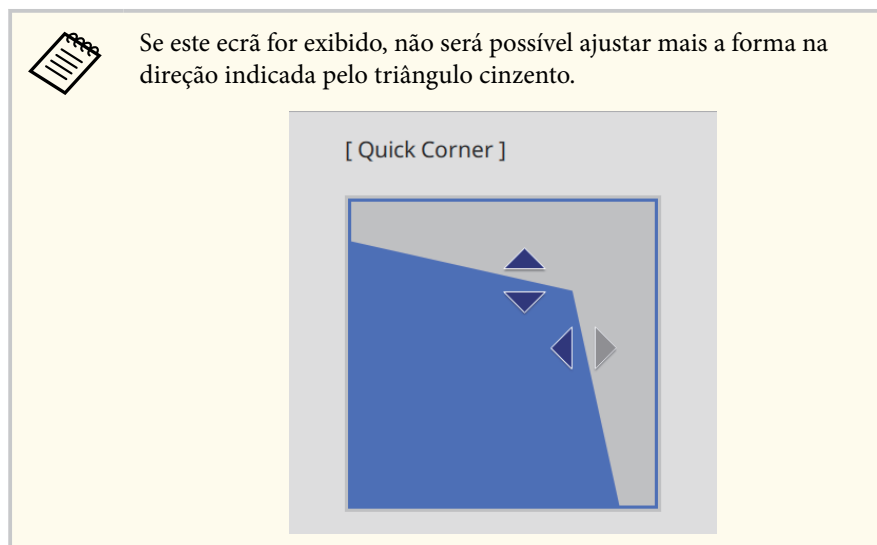 Se este ecrã for exibido, não será possível ajustar mais a forma na
direção indicada pelo triângulo cinzento.
[ Quick Corner ]